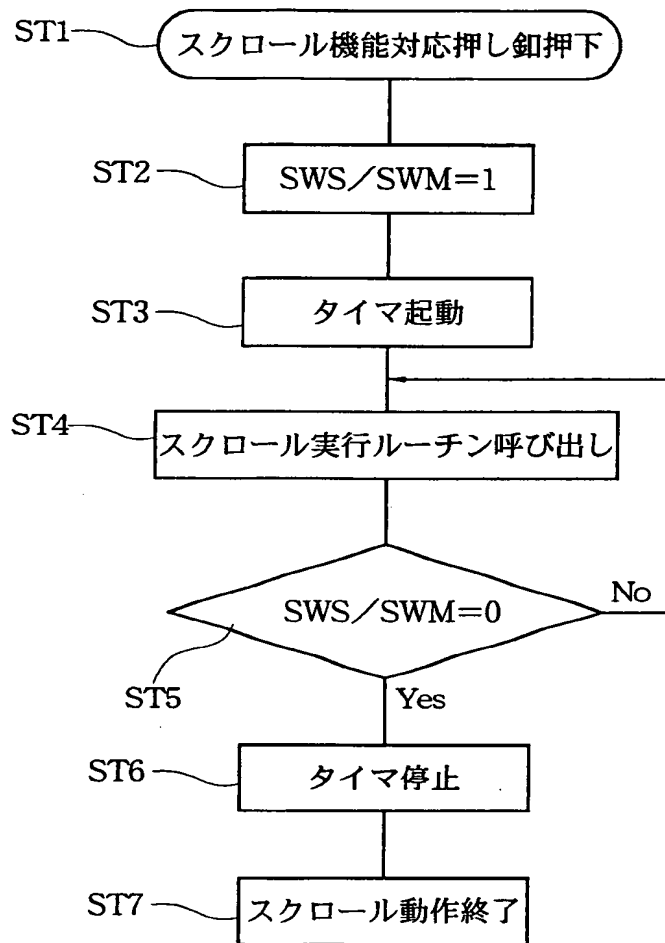 ST1 スクロール機能対応押し釦押下
ST2 SWS／SWM＝1
ST3 タイマ起動
ST4 スクロール実行ルーチン呼び出し
SWS／SWM＝0 No
ST5 Yes
ST6 タイマ停止
ST7 スクロール動作終了